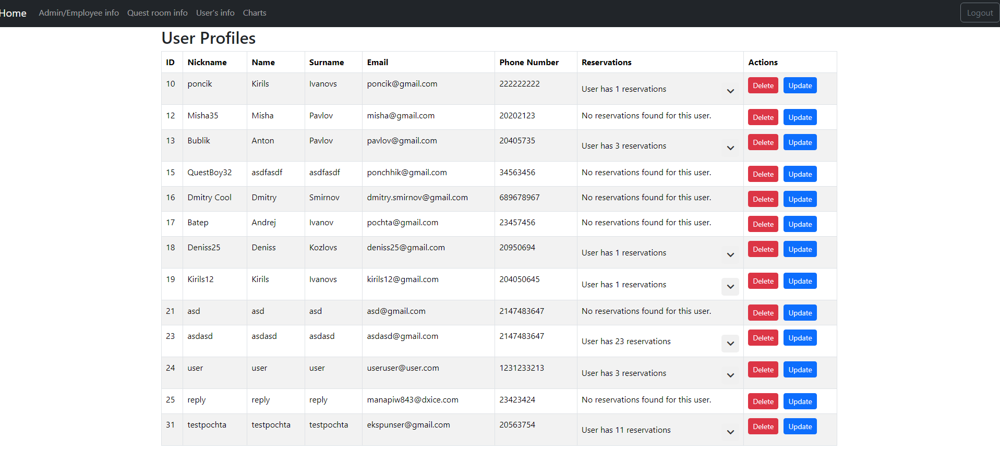 Home Admin/Employee info Quest room info User's info Charts Logout
User Profiles
ID Nickname Name Surname Email Phone Number Reservations Actions
10 poncik Kirils Ivanovs poncik@gmail.com 222222222 User has 1 reservations Delete Update
12 Misha35 Misha Pavlov misha@gmail.com 20202123 No reservations found for this user. Delete Update
13 Bublik Anton Pavlov pavlov@gmail.com 20405735 User has 3 reservations Delete Update
15 QuestBoy32 asdfasdf asdfasdf ponchhik@gmail.com 34563456 No reservations found for this user. Delete Update
16 Dmitry Cool Dmitry Smirnov dmitry.smirnov@gmail.com 689678967 No reservations found for this user. Delete Update
17 Batep Andrej Ivanov pochta@gmail.com 23457456 No reservations found for this user. Delete Update
18 Deniss25 Deniss Kozlovs deniss25@gmail.com 20950694 User has 1 reservations Delete Update
19 Kirils12 Kirils Ivanovs kirils12@gmail.com 204050645 User has 1 reservations Delete Update
21 asd asd asd asd@gmail.com 2147483647 No reservations found for this user. Delete Update
23 asdasd asdasd asdasd asdasd@gmail.com 2147483647 User has 23 reservations Delete Update
24 user user user useruser@user.com 1231233213 User has 3 reservations Delete Update
25 reply reply reply manapiw843@dxice.com 23423424 No reservations found for this user. Delete Update
31 testpochta testpochta testpochta ekspunser@gmail.com 20563754 User has 11 reservations Delete Update